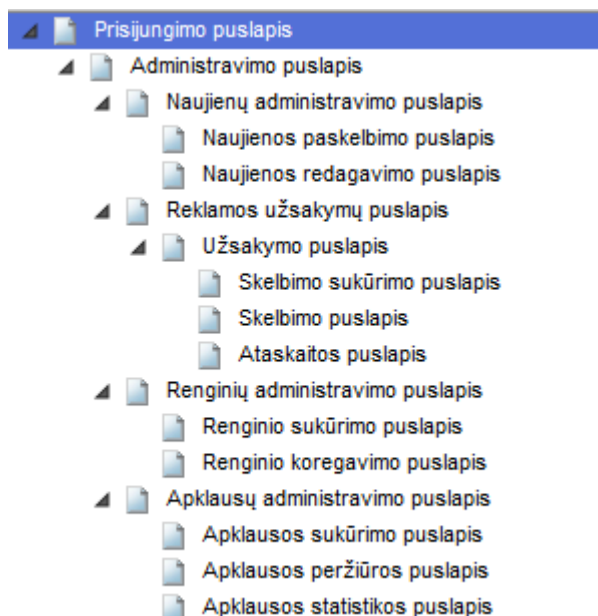 Prisijungimo puslapis
Administravimo puslapis
Naujienų administravimo puslapis
Naujienos paskelbimo puslapis
Naujienos redagavimo puslapis
Reklamos užsakymų puslapis
Užsakymo puslapis
Skelbimo sukūrimo puslapis
Skelbimo puslapis
Ataskaitos puslapis
Renginių administravimo puslapis
Renginio sukūrimo puslapis
Renginio koregavimo puslapis
Apklausų administravimo puslapis
Apklausos sukūrimo puslapis
Apklausos peržiūros puslapis
Apklausos statistikos puslapis